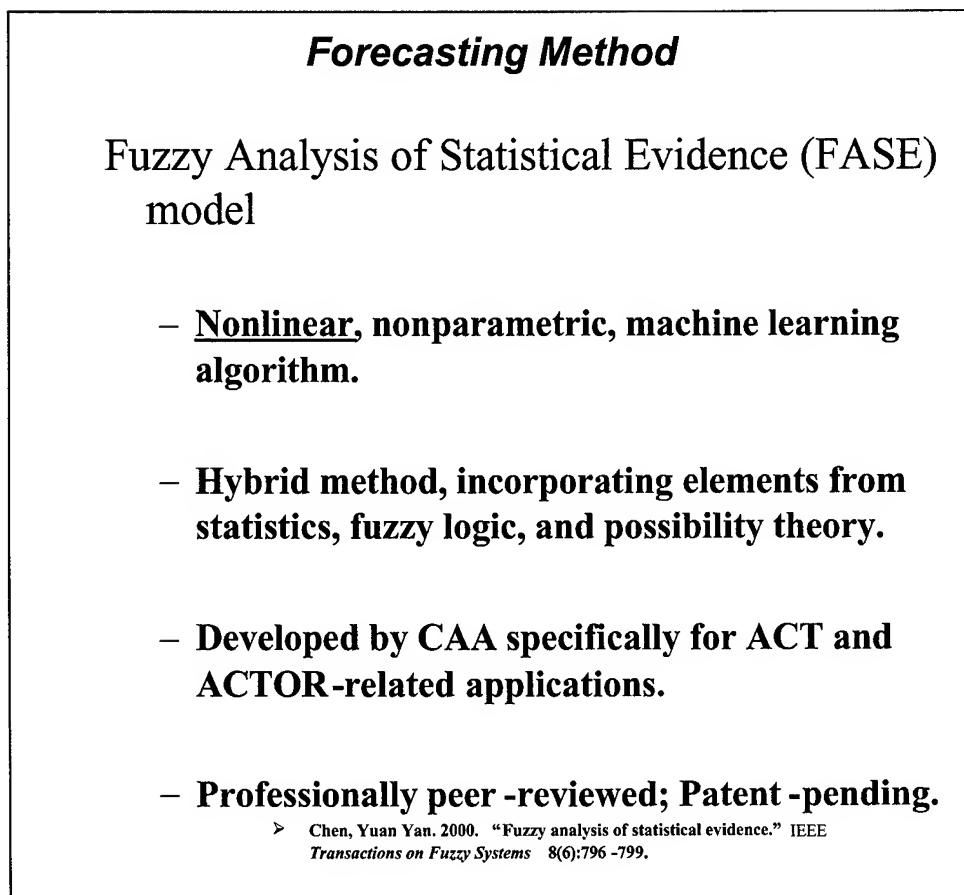 Forecasting Method
Fuzzy Analysis of Statistical Evidence (FASE)
model
– Nonlinear, nonparametric, machine learning
algorithm.
– Hybrid method, incorporating elements from
statistics, fuzzy logic, and possibility theory.
– Developed by CAA specifically for ACT and
ACTOR-related applications.
– Professionally peer -reviewed; Patent -pending.
➢ Chen, Yuan Yan. 2000. “Fuzzy analysis of statistical evidence.” IEEE
Transactions on Fuzzy Systems 8(6):796 -799.